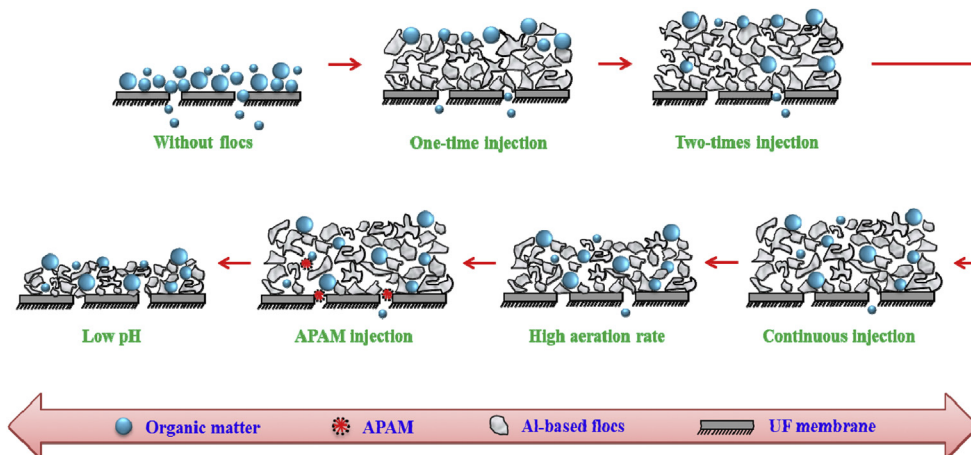 Without flocs
One-time injection
Two-times injection
Low pH
APAM injection
High aeration rate
Continuous injection
Organic matter
APAM
Al-based flocs
UF membrane